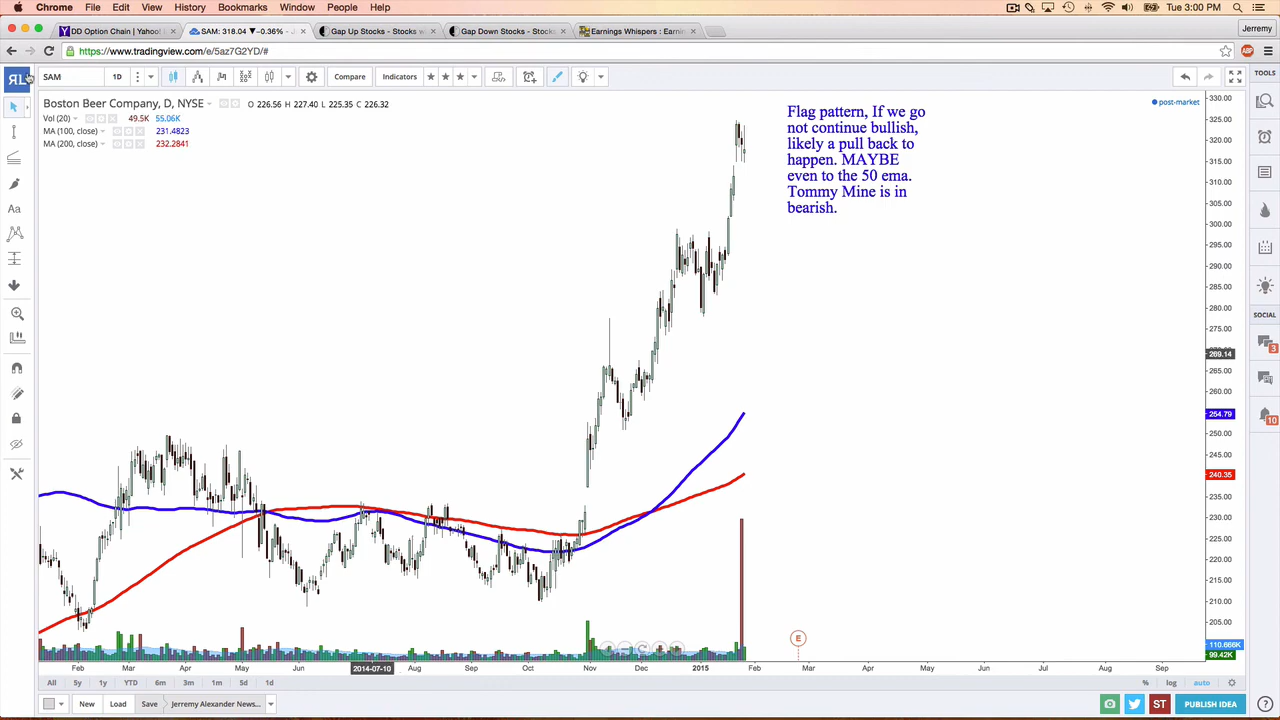 Chrome File Edit View History Bookmarks Window People Help Tue 3:00 PM
DD Option Chain | Yahoo! SAM: 318.04 ▼−0.36% - J Gap Up Stocks - Stocks w Gap Down Stocks - Stocks Earnings Whispers : Earnin Jerremy
https://www.tradingview.com/e/5az7G2YD/#
SAM 1D Compare Indicators TOOLS
Boston Beer Company, D, NYSE O 226.56 H 227.40 L 225.35 C 226.32
Vol (20) 49.5K 55.06K
MA (100, close) 231.4823
MA (200, close) 232.2841
post-market
Flag pattern, If we go
not continue bullish,
likely a pull back to
happen. MAYBE
even to the 50 ema.
Tommy Mine is in
bearish.
Aa
330.00
325.00
320.00
315.00
310.00
305.00
300.00
295.00
290.00
285.00
280.00
275.00
269.14
265.00
260.00
254.79
250.00
245.00
240.35
235.00
230.00
225.00
220.00
215.00
210.00
205.00
110.666K
99.42K
SOCIAL
3
10
E
Feb Mar Apr May Jun 2014-07-10 Aug Sep Oct Nov Dec 2015 Feb Mar Apr May Jun Jul Aug Sep
All 5y 1y YTD 6m 3m 1m 5d 1d % log auto
New Load Save Jerremy Alexander News... ST PUBLISH IDEA